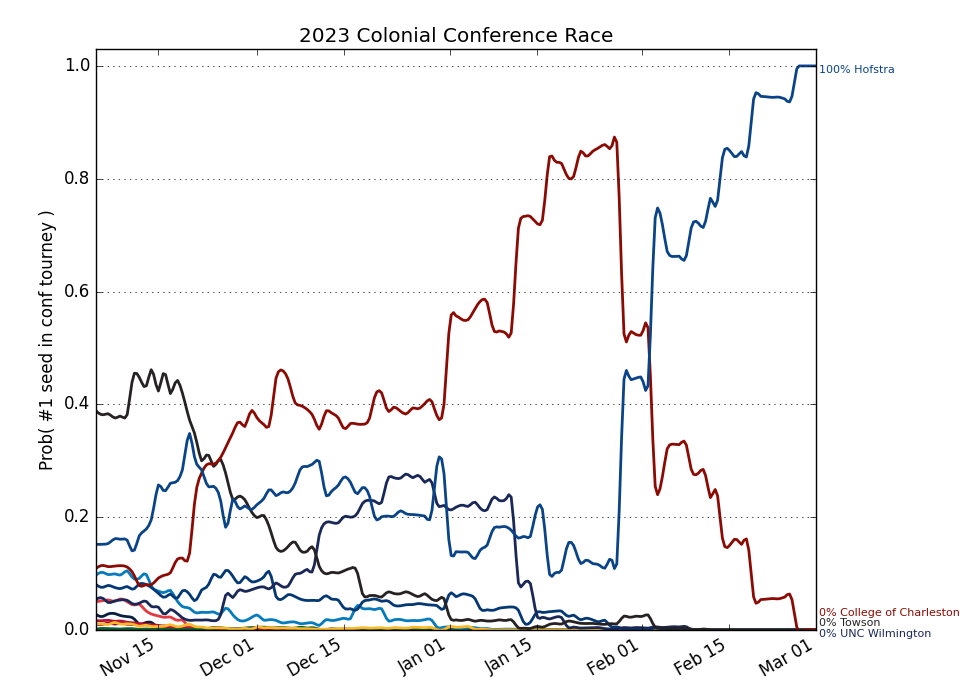 2023 Colonial Conference Race
Prob( #1 seed in conf tourney )
1.0
0.8
0.6
0.4
0.2
0.0
100% Hofstra
0% College of Charleston
0% Towson
0% UNC Wilmington
Nov 15
Dec 01
Dec 15
Jan 01
Jan 15
Feb 01
Feb 15
Mar 01